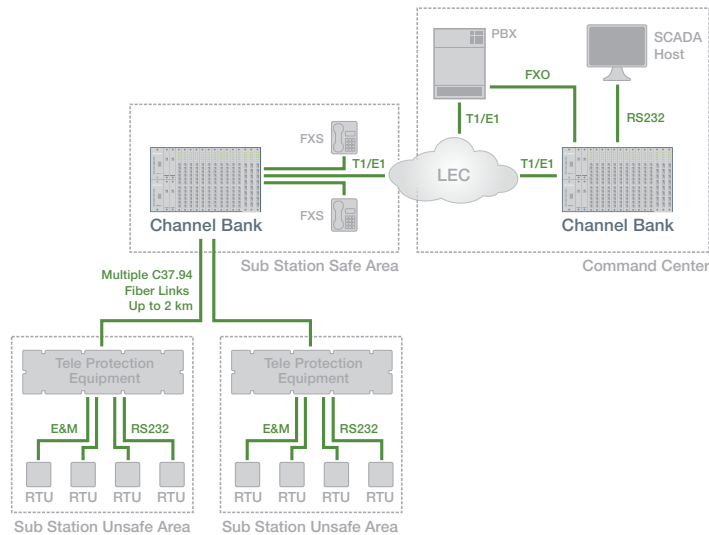 PBX
SCADA
Host
FXO
T1/E1
RS232
FXS
T1/E1
LEC
T1/E1
FXS
Channel Bank
Channel Bank
Sub Station Safe Area
Command Center
Multiple C37.94
Fiber Links
Up to 2 km
Tele Protection
Equipment
Tele Protection
Equipment
E&M
RS232
E&M
RS232
RTU
RTU
RTU
RTU
RTU
RTU
RTU
RTU
Sub Station Unsafe Area
Sub Station Unsafe Area